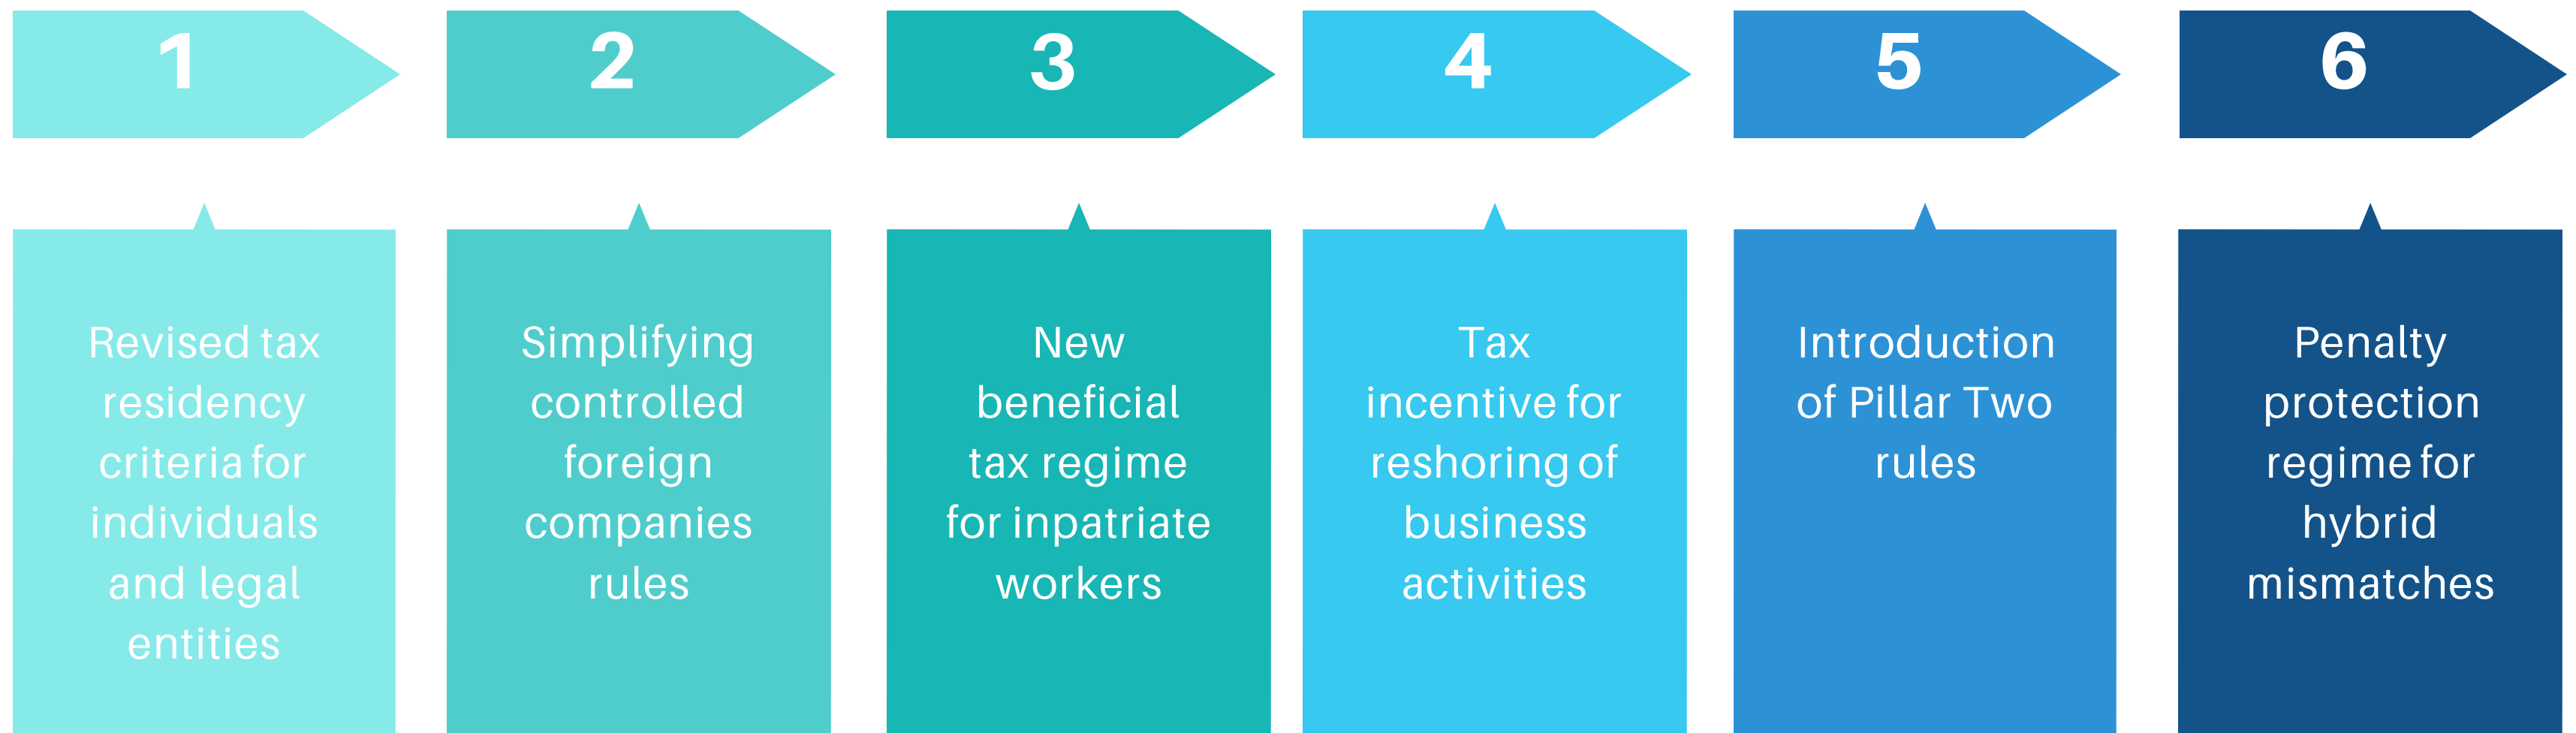 1
Revised tax
residency
criteria for
individuals
and legal
entities
2
Simplifying
controlled
foreign
companies
rules
3
New
beneficial
tax regime
for inpatriate
workers
4
Tax
incentive for
reshoring of
business
activities
5
Introduction
of Pillar Two
rules
6
Penalty
protection
regime for
hybrid
mismatches